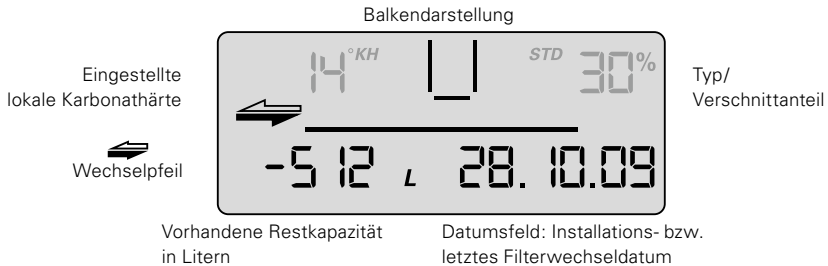 Balkendarstellung
Eingestellte
lokale Karbonathärte
14 °KH
STD 30%
Typ/
Verschnittanteil
Wechselpfeil
-512 L 28.10.09
Vorhandene Restkapazität
in Litern
Datumsfeld: Installations- bzw.
letztes Filterwechseldatum